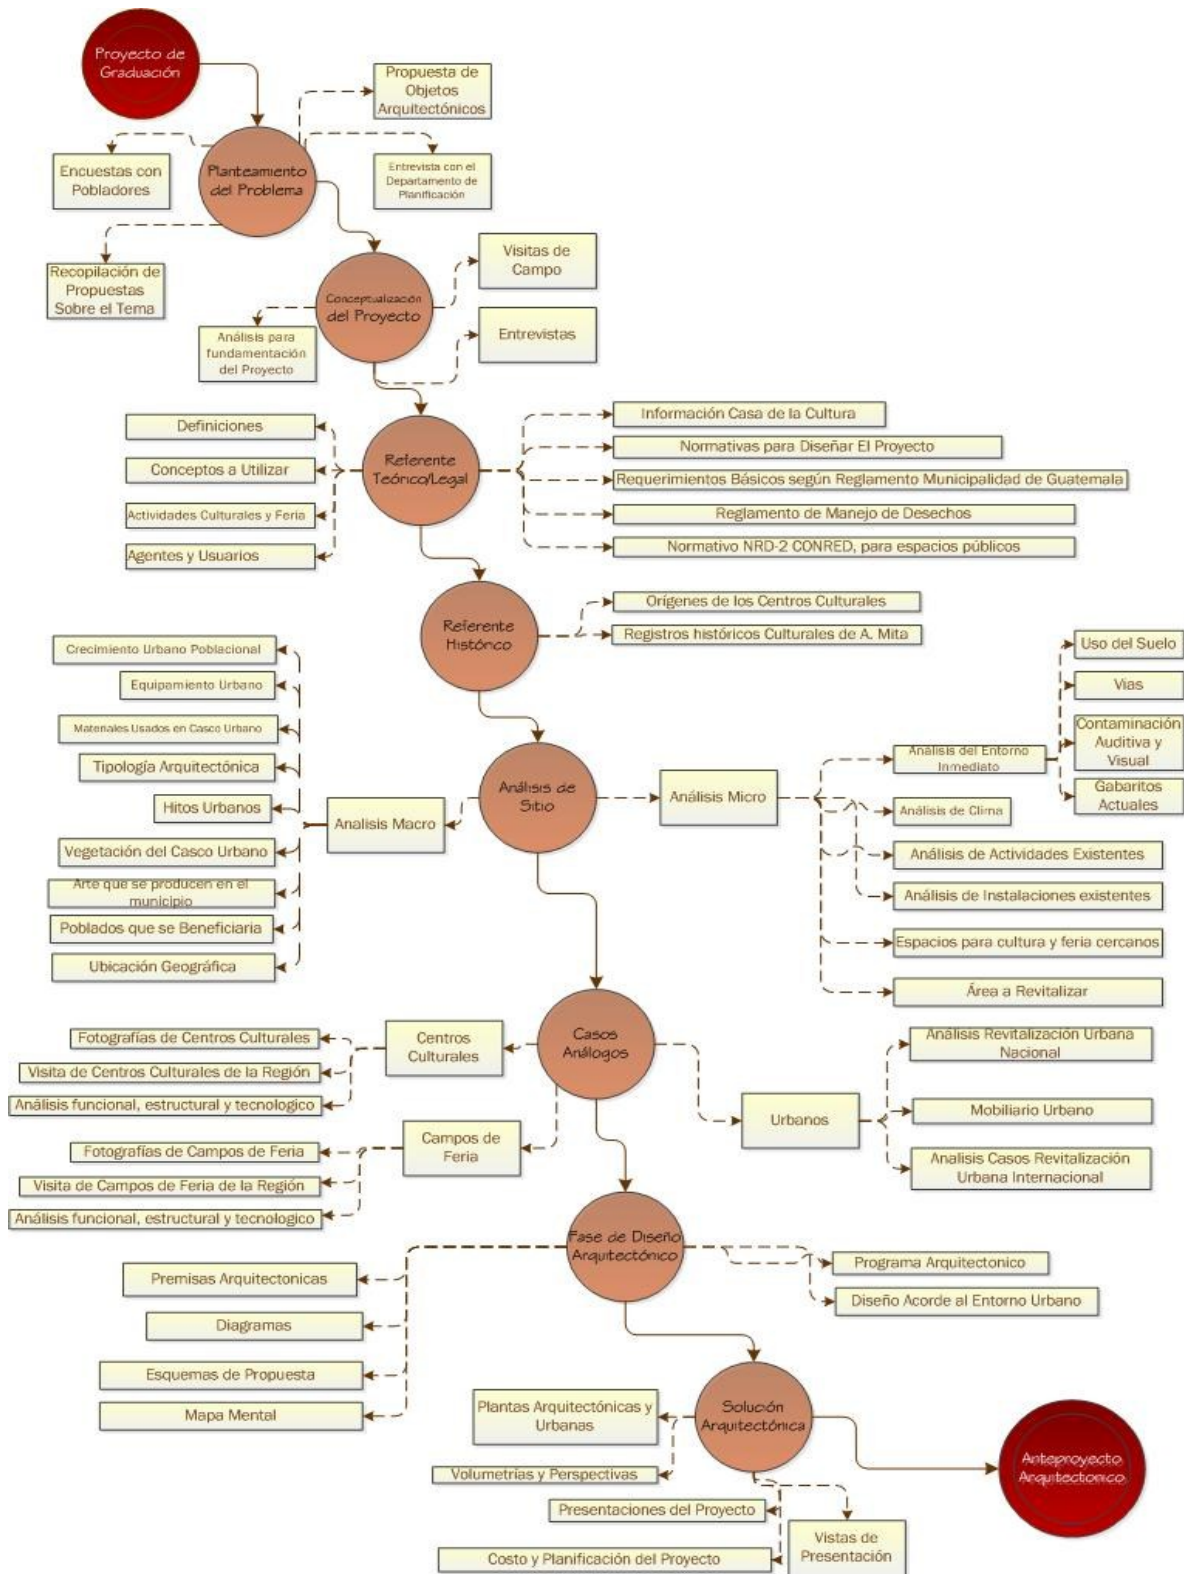 Proyecto de
Graduación
Propuesta de
Objetos
Arquitectónicos
Encuestas con
Pobladores
Planteamiento
del Problema
Entrevista con el
Departamento de
Planificación
Recopilación de
Propuestas
Sobre el Tema
Visitas de
Campo
Conceptualización
del Proyecto
Análisis para
fundamentación
del Proyecto
Entrevistas
Definiciones
Conceptos a Utilizar
Actividades Culturales y Feria
Agentes y Usuarios
Referente
Teórico/Legal
Información Casa de la Cultura
Normativas para Diseñar El Proyecto
Requerimientos Básicos según Reglamento Municipalidad de Guatemala
Reglamento de Manejo de Desechos
Normativo NRD-2 CONRED, para espacios públicos
Referente
Histórico
Orígenes de los Centros Culturales
Registros históricos Culturales de A. Mita
Crecimiento Urbano Poblacional
Equipamiento Urbano
Materiales Usados en Casco Urbano
Tipología Arquitectónica
Hitos Urbanos
Vegetación del Casco Urbano
Arte que se producen en el
municipio
Poblados que se Beneficiaria
Ubicación Geográfica
Analisis Macro
Análisis de
Sitio
Análisis Micro
Análisis del Entorno
Inmediato
Uso del Suelo
Vias
Contaminación
Auditiva y
Visual
Gabaritos
Actuales
Análisis de Clima
Análisis de Actividades Existentes
Análisis de Instalaciones existentes
Espacios para cultura y feria cercanos
Área a Revitalizar
Fotografías de Centros Culturales
Visita de Centros Culturales de la Región
Análisis funcional, estructural y tecnologico
Centros
Culturales
Casos
Análogos
Fotografías de Campos de Feria
Visita de Campos de Feria de la Región
Análisis funcional, estructural y tecnologico
Campos de
Feria
Urbanos
Análisis Revitalización Urbana
Nacional
Mobiliario Urbano
Analisis Casos Revitalización
Urbana Internacional
Fase de Diseño
Arquitectónico
Premisas Arquitectonicas
Diagramas
Esquemas de Propuesta
Mapa Mental
Programa Arquitectonico
Diseño Acorde al Entorno Urbano
Solución
Arquitectónica
Plantas Arquitectónicas y
Urbanas
Volumetrías y Perspectivas
Presentaciones del Proyecto
Costo y Planificación del Proyecto
Vistas de
Presentación
Anteproyecto
Arquitectonico